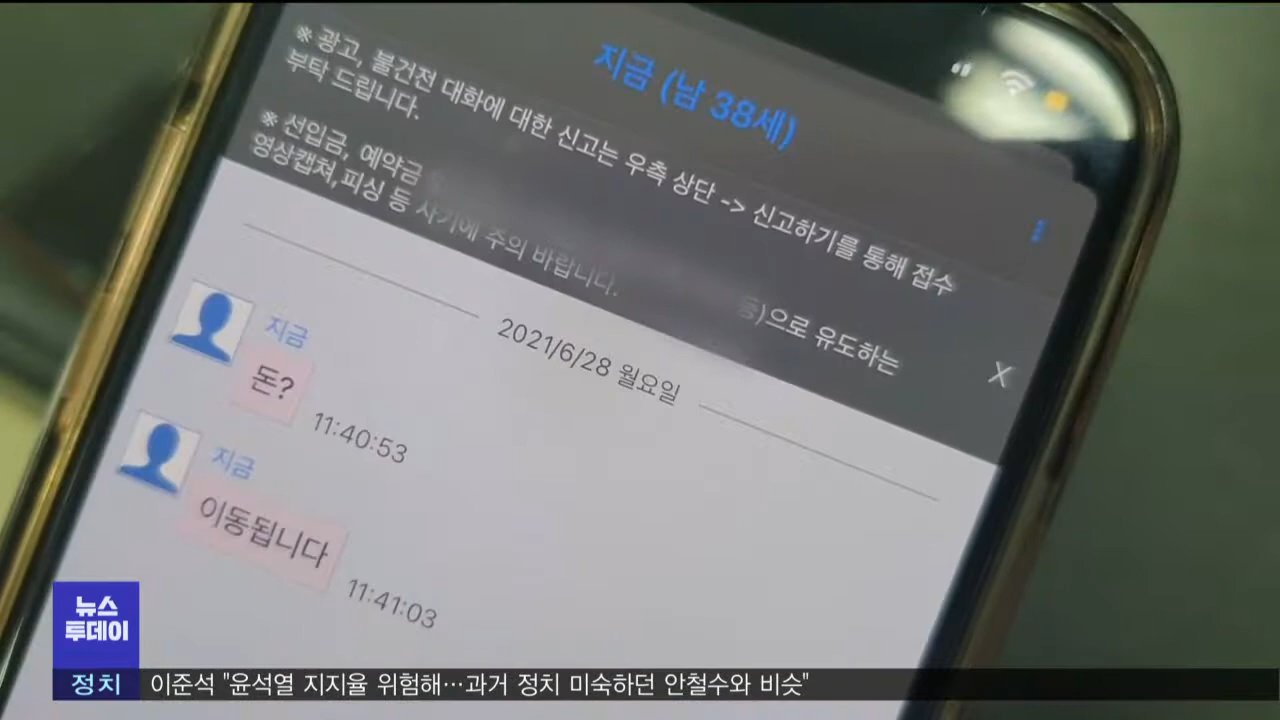 지금 (남 38세)
※ 광고, 불건전 대화에 대한 신고는 우측 상단 -> 신고하기를 통해 접수
부탁 드립니다.
※ 선입금, 예약금
으로 유도하는
영상캡쳐,피싱 등 사기에 주의 바랍니다.
X
2021/6/28 월요일
지금
돈?
11:40:53
지금
이동됩니다
11:41:03
뉴스
투데이
정치 이준석 "윤석열 지지율 위험해…과거 정치 미숙하던 안철수와 비슷"